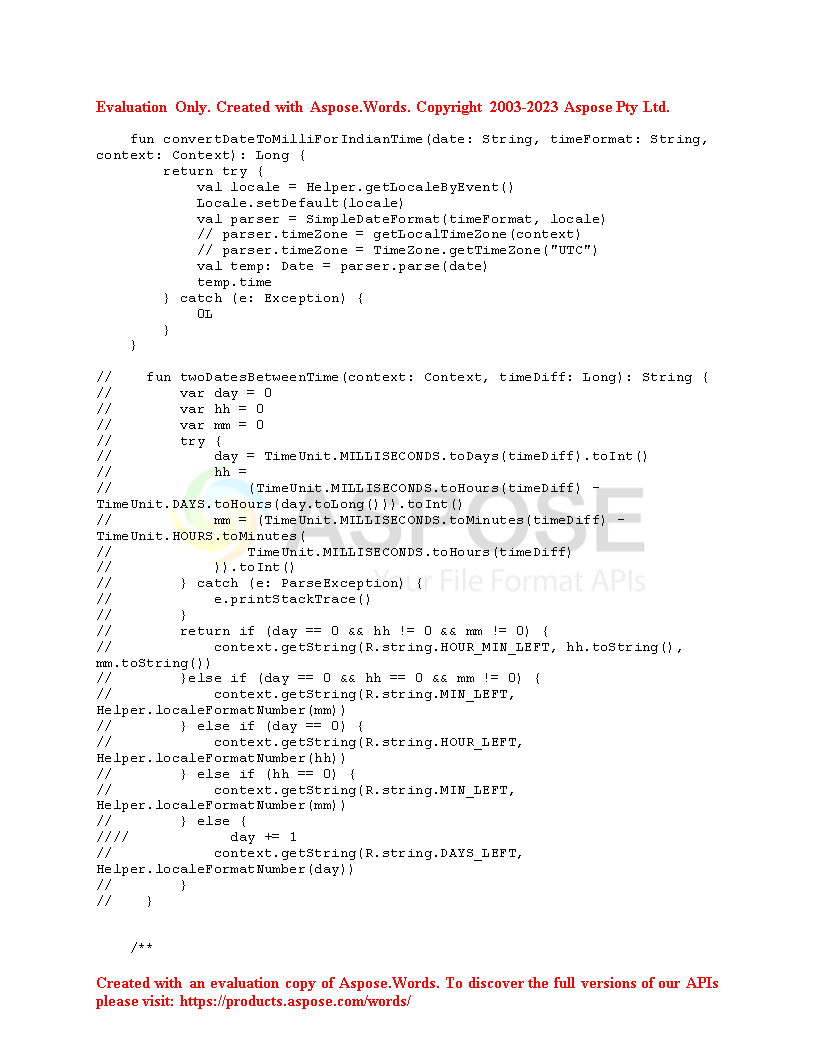 Evaluation Only. Created with Aspose.Words. Copyright 2003-2023 Aspose Pty Ltd.
    fun convertDateToMilliForIndianTime(date: String, timeFormat: String,
context: Context): Long {
        return try {
            val locale = Helper.getLocaleByEvent()
            Locale.setDefault(locale)
            val parser = SimpleDateFormat(timeFormat, locale)
            // parser.timeZone = getLocalTimeZone(context)
            // parser.timeZone = TimeZone.getTimeZone("UTC")
            val temp: Date = parser.parse(date)
            temp.time
        } catch (e: Exception) {
            0L
        }
    }
//    fun twoDatesBetweenTime(context: Context, timeDiff: Long): String {
//        var day = 0
//        var hh = 0
//        var mm = 0
//        try {
//            day = TimeUnit.MILLISECONDS.toDays(timeDiff).toInt()
//            hh =
//                (TimeUnit.MILLISECONDS.toHours(timeDiff) -
TimeUnit.DAYS.toHours(day.toLong())).toInt()
//            mm = (TimeUnit.MILLISECONDS.toMinutes(timeDiff) -
TimeUnit.HOURS.toMinutes(
//                TimeUnit.MILLISECONDS.toHours(timeDiff)
//            )).toInt()
//        } catch (e: ParseException) {
//            e.printStackTrace()
//        }
//        return if (day == 0 && hh != 0 && mm != 0) {
//            context.getString(R.string.HOUR_MIN_LEFT, hh.toString(),
mm.toString())
//        }else if (day == 0 && hh == 0 && mm != 0) {
//            context.getString(R.string.MIN_LEFT,
Helper.localeFormatNumber(mm))
//        } else if (day == 0) {
//            context.getString(R.string.HOUR_LEFT,
Helper.localeFormatNumber(hh))
//        } else if (hh == 0) {
//            context.getString(R.string.MIN_LEFT,
Helper.localeFormatNumber(mm))
//        } else {
////            day += 1
//            context.getString(R.string.DAYS_LEFT,
Helper.localeFormatNumber(day))
//        }
//    }
    /**
Created with an evaluation copy of Aspose.Words. To discover the full versions of our APIs
please visit: https://products.aspose.com/words/
ASPOSE
Your File Format APIs